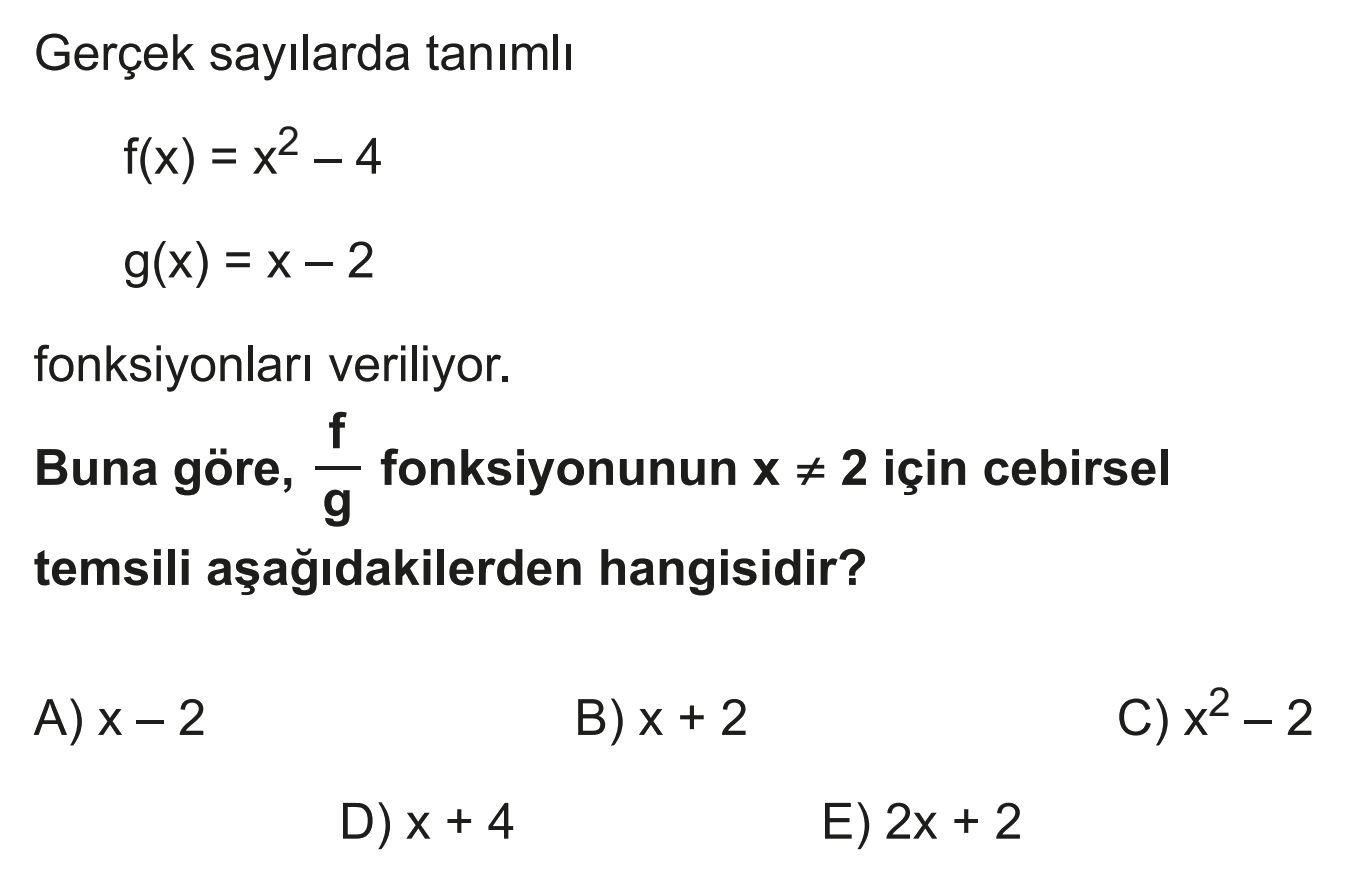 Gerçek sayılarda tanımlı
f(x) = x² – 4
g(x) = x – 2
fonksiyonları veriliyor.
Buna göre, f/g fonksiyonunun x ≠ 2 için cebirsel
temsili aşağıdakilerden hangisidir?
A) x – 2 B) x + 2 C) x² – 2
D) x + 4 E) 2x + 2